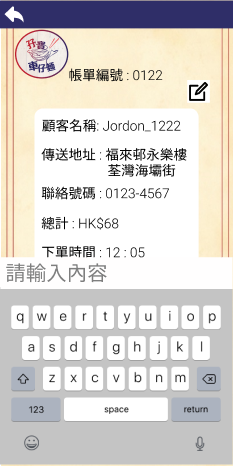 孖寶
車仔麵
帳單編號 : 0122
顧客名稱: Jordon_1222
傳送地址 : 福來邨永樂樓
荃灣海壩街
聯絡號碼 : 0123-4567
總計 : HK$68
下單時間 : 12 : 05
請輸入內容
q w e r t y u i o p
a s d f g h j k l
z x c v b n m
123 space return